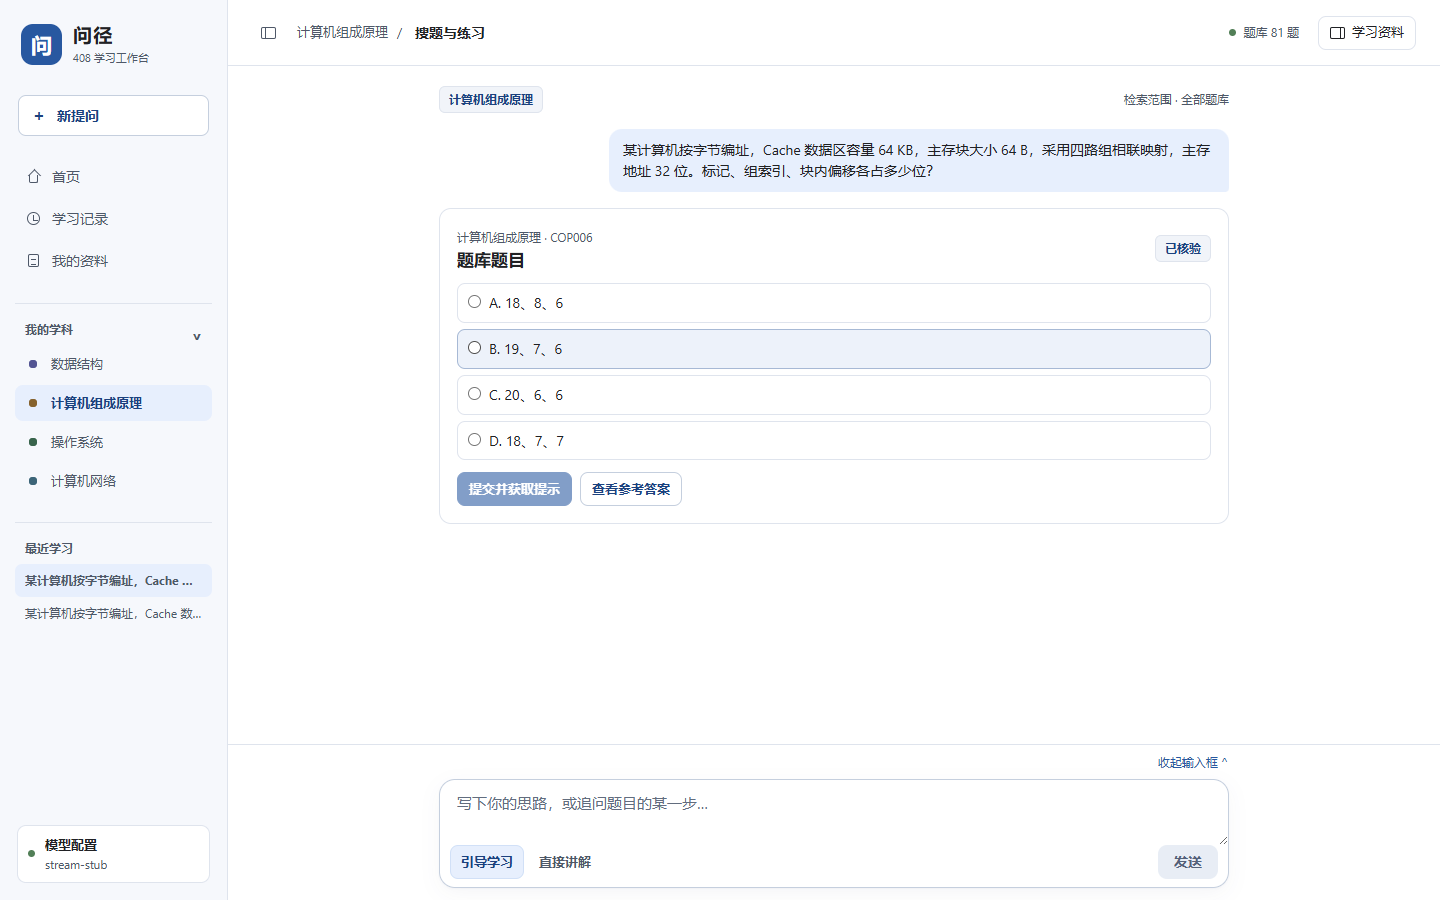 问
问径
408 学习工作台
+ 新提问
首页
学习记录
我的资料
我的学科
v
数据结构
计算机组成原理
操作系统
计算机网络
最近学习
某计算机按字节编址，Cache ...
某计算机按字节编址，Cache 数...
模型配置
stream-stub
计算机组成原理 / 搜题与练习
题库 81 题
学习资料
计算机组成原理
检索范围 · 全部题库
某计算机按字节编址，Cache 数据区容量 64 KB，主存块大小 64 B，采用四路组相联映射，主存
地址 32 位。标记、组索引、块内偏移各占多少位？
计算机组成原理 · COP006
题库题目
已核验
A. 18、8、6
B. 19、7、6
C. 20、6、6
D. 18、7、7
提交并获取提示
查看参考答案
收起输入框 ^
写下你的思路，或追问题目的某一步...
引导学习
直接讲解
发送